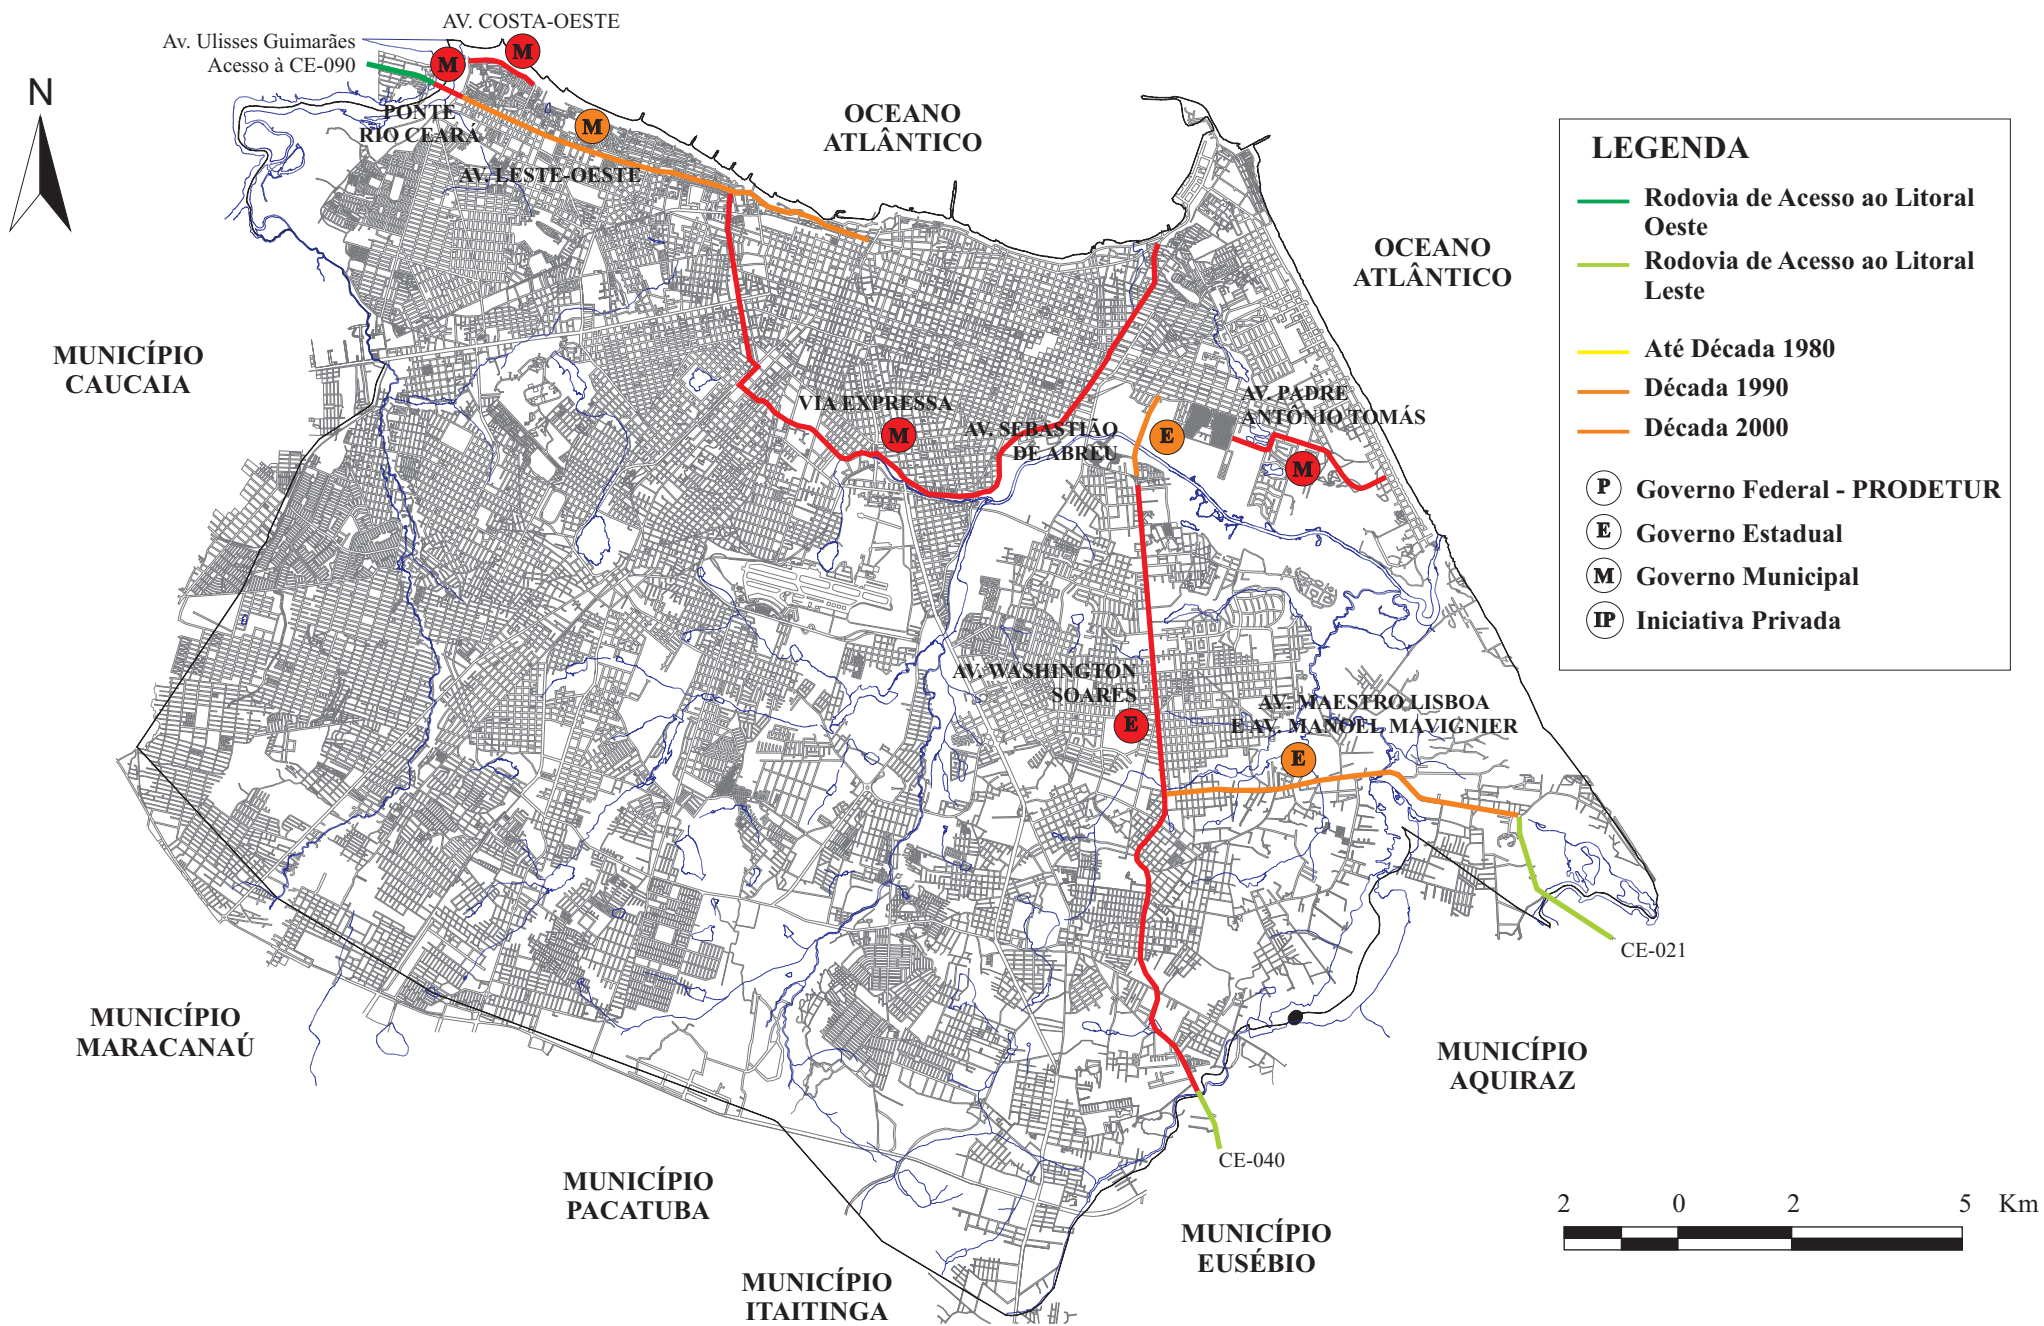 AV. COSTA-OESTE
Av. Ulisses Guimarães
Acesso à CE-090
M
M
N
PONTE
RIO CEARÁ
M
AV. LESTE-OESTE
OCEANO
ATLÂNTICO
OCEANO
ATLÂNTICO
MUNICÍPIO
CAUCAIA
VIA EXPRESSA
M
AV. SEBASTIÃO
DE ABREU
E
AV. PADRE
ANTÔNIO TOMÁS
M
AV. WASHINGTON
SOARES
E
AV. MAESTRO LISBOA
E AV. MANOEL MAVIGNIER
E
CE-021
MUNICÍPIO
MARACANAÚ
MUNICÍPIO
AQUIRAZ
CE-040
MUNICÍPIO
PACATUBA
MUNICÍPIO
EUSÉBIO
MUNICÍPIO
ITAITINGA
LEGENDA
Rodovia de Acesso ao Litoral
Oeste
Rodovia de Acesso ao Litoral
Leste
Até Década 1980
Década 1990
Década 2000
P Governo Federal - PRODETUR
E Governo Estadual
M Governo Municipal
IP Iniciativa Privada
2 0 2 5 Km